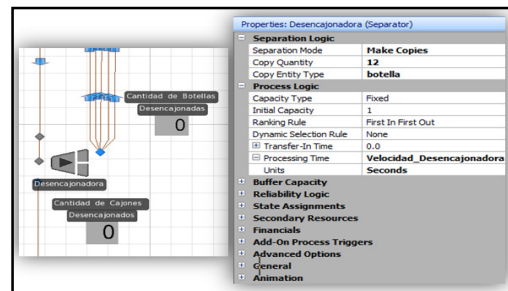 Cantidad de Botellas
Desencajonadas
0
Desencajonadora
Cantidad de Cajones
Desencajonados
0
Properties: Desencajonadora (Separator)
Separation Logic
Separation Mode Make Copies
Copy Quantity 12
Copy Entity Type botella
Process Logic
Capacity Type Fixed
Initial Capacity 1
Ranking Rule First In First Out
Dynamic Selection Rule None
Transfer-In Time 0.0
Processing Time Velocidad_Desencajonadora
Units Seconds
Buffer Capacity
Reliability Logic
State Assignments
Secondary Resources
Financials
Add-On Process Triggers
Advanced Options
General
Animation